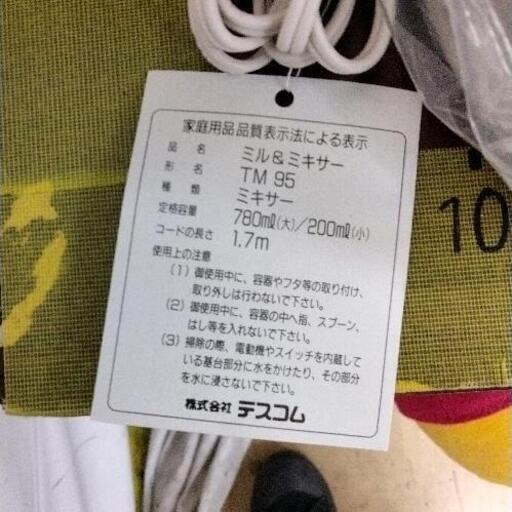 家庭用品品質表示法による表示
品名 ミル&ミキサー
形名 TM 95
種類 ミキサー
定格容量 780mℓ(大)/200mℓ(小)
コードの長さ 1.7m
使用上の注意
(1) 御使用中に、容器やフタ等の取り付け、
取り外しは行わないで下さい。
(2) 御使用中に、容器の中へ指、スプーン、
はし等を入れないで下さい。
(3) 掃除の際、電動機やスイッチを内蔵して
いる基台部分に水をかけたり、その部分
を水に浸さないで下さい。
株式会社 テスコム
10